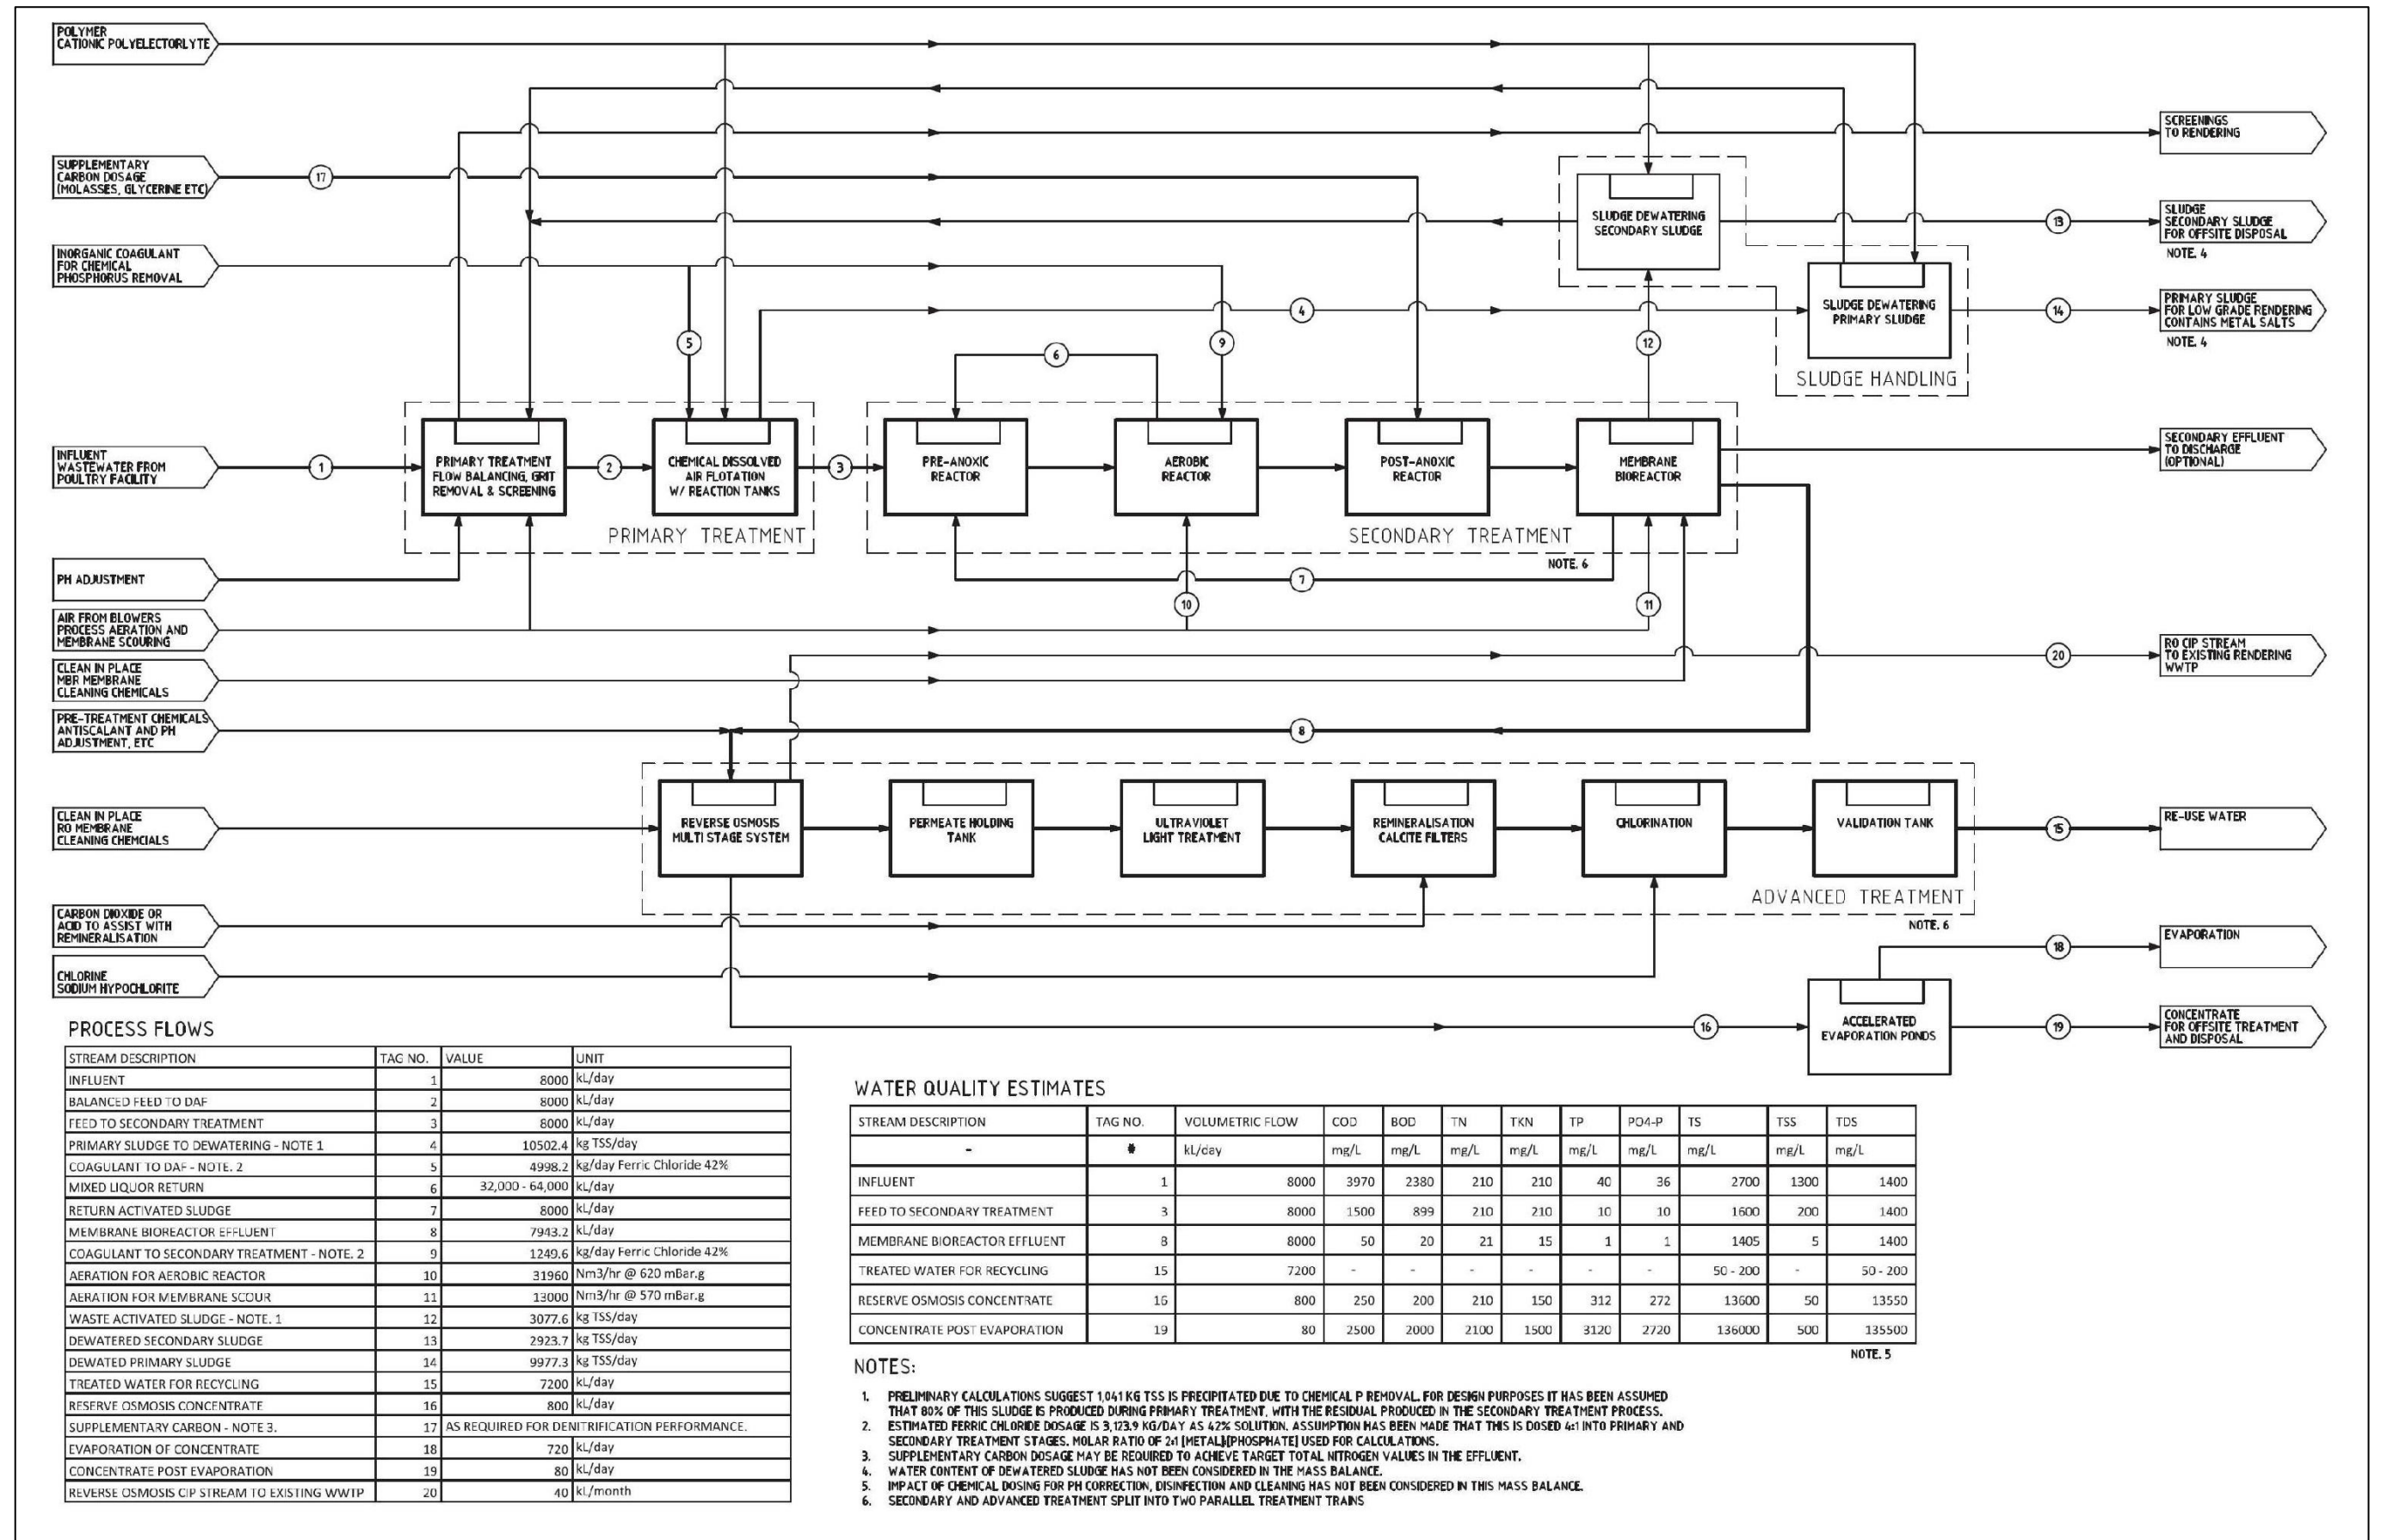 POLYMER
CATIONIC POLYELECTORLYTE
SUPPLEMENTARY
CARBON DOSAGE
(MOLASSES, GLYCERINE ETC)
17
INORGANIC COAGULANT
FOR CHEMICAL
PHOSPHORUS REMOVAL
SCREENINGS
TO RENDERING
SLUDGE DEWATERING
SECONDARY SLUDGE
13
SLUDGE
SECONDARY SLUDGE
FOR OFFSITE DISPOSAL
NOTE. 4
SLUDGE DEWATERING
PRIMARY SLUDGE
SLUDGE HANDLING
14
PRIMARY SLUDGE
FOR LOW GRADE RENDERING
CONTAINS METAL SALTS
NOTE. 4
4
5
6
9
12
INFLUENT
WASTEWATER FROM
POULTRY FACILITY
1
PRIMARY TREATMENT
FLOW BALANCING, GRIT
REMOVAL & SCREENING
2
CHEMICAL DISSOLVED
AIR FLOTATION
W/ REACTION TANKS
PRIMARY TREATMENT
3
PRE-ANOXIC
REACTOR
AEROBIC
REACTOR
POST-ANOXIC
REACTOR
MEMBRANE
BIOREACTOR
SECONDARY TREATMENT
NOTE. 6
SECONDARY EFFLUENT
TO DISCHARGE
(OPTIONAL)
PH ADJUSTMENT
7
10
11
AIR FROM BLOWERS
PROCESS AERATION AND
MEMBRANE SCOURING
CLEAN IN PLACE
MBR MEMBRANE
CLEANING CHEMICALS
20
RO CIP STREAM
TO EXISTING RENDERING
WWTP
PRE-TREATMENT CHEMICALS
ANTISCALANT AND PH
ADJUSTMENT, ETC
8
CLEAN IN PLACE
RO MEMBRANE
CLEANING CHEMCIALS
REVERSE OSMOSIS
MULTI STAGE SYSTEM
PERMEATE HOLDING
TANK
ULTRAVIOLET
LIGHT TREATMENT
REMINERALISATION
CALCITE FILTERS
CHLORINATION
VALIDATION TANK
15
RE-USE WATER
ADVANCED TREATMENT
NOTE. 6
CARBON DIOXIDE OR
ACID TO ASSIST WITH
REMINERALISATION
CHLORINE
SODIUM HYPOCHLORITE
18
EVAPORATION
16
ACCELERATED
EVAPORATION PONDS
19
CONCENTRATE
FOR OFFSITE TREATMENT
AND DISPOSAL
PROCESS FLOWS
STREAM DESCRIPTION TAG NO. VALUE UNIT
INFLUENT 1 8000 kL/day
BALANCED FEED TO DAF 2 8000 kL/day
FEED TO SECONDARY TREATMENT 3 8000 kL/day
PRIMARY SLUDGE TO DEWATERING - NOTE 1 4 10502.4 kg TSS/day
COAGULANT TO DAF - NOTE. 2 5 4998.2 kg/day Ferric Chloride 42%
MIXED LIQUOR RETURN 6 32,000 - 64,000 kL/day
RETURN ACTIVATED SLUDGE 7 8000 kL/day
MEMBRANE BIOREACTOR EFFLUENT 8 7943.2 kL/day
COAGULANT TO SECONDARY TREATMENT - NOTE. 2 9 1249.6 kg/day Ferric Chloride 42%
AERATION FOR AEROBIC REACTOR 10 31960 Nm3/hr @ 620 mBar.g
AERATION FOR MEMBRANE SCOUR 11 13000 Nm3/hr @ 570 mBar.g
WASTE ACTIVATED SLUDGE - NOTE. 1 12 3077.6 kg TSS/day
DEWATERED SECONDARY SLUDGE 13 2923.7 kg TSS/day
DEWATED PRIMARY SLUDGE 14 9977.3 kg TSS/day
TREATED WATER FOR RECYCLING 15 7200 kL/day
RESERVE OSMOSIS CONCENTRATE 16 800 kL/day
SUPPLEMENTARY CARBON - NOTE 3. 17 AS REQUIRED FOR DENITRIFICATION PERFORMANCE.
EVAPORATION OF CONCENTRATE 18 720 kL/day
CONCENTRATE POST EVAPORATION 19 80 kL/day
REVERSE OSMOSIS CIP STREAM TO EXISTING WWTP 20 40 kL/month
WATER QUALITY ESTIMATES
STREAM DESCRIPTION TAG NO. VOLUMETRIC FLOW COD BOD TN TKN TP PO4-P TS TSS TDS
- # kL/day mg/L mg/L mg/L mg/L mg/L mg/L mg/L mg/L mg/L
INFLUENT 1 8000 3970 2380 210 210 40 36 2700 1300 1400
FEED TO SECONDARY TREATMENT 3 8000 1500 899 210 210 10 10 1600 200 1400
MEMBRANE BIOREACTOR EFFLUENT 8 8000 50 20 21 15 1 1 1405 5 1400
TREATED WATER FOR RECYCLING 15 7200 - - - - - - 50 - 200 - 50 - 200
RESERVE OSMOSIS CONCENTRATE 16 800 250 200 210 150 312 272 13600 50 13550
CONCENTRATE POST EVAPORATION 19 80 2500 2000 2100 1500 3120 2720 136000 500 135500
NOTE. 5
NOTES:
1. PRELIMINARY CALCULATIONS SUGGEST 1,041 KG TSS IS PRECIPITATED DUE TO CHEMICAL P REMOVAL. FOR DESIGN PURPOSES IT HAS BEEN ASSUMED
THAT 80% OF THIS SLUDGE IS PRODUCED DURING PRIMARY TREATMENT, WITH THE RESIDUAL PRODUCED IN THE SECONDARY TREATMENT PROCESS.
2. ESTIMATED FERRIC CHLORIDE DOSAGE IS 3,123.9 KG/DAY AS 42% SOLUTION. ASSUMPTION HAS BEEN MADE THAT THIS IS DOSED 4:1 INTO PRIMARY AND
SECONDARY TREATMENT STAGES. MOLAR RATIO OF 2:1 [METAL]:[PHOSPHATE] USED FOR CALCULATIONS.
3. SUPPLEMENTARY CARBON DOSAGE MAY BE REQUIRED TO ACHIEVE TARGET TOTAL NITROGEN VALUES IN THE EFFLUENT.
4. WATER CONTENT OF DEWATERED SLUDGE HAS NOT BEEN CONSIDERED IN THE MASS BALANCE.
5. IMPACT OF CHEMICAL DOSING FOR PH CORRECTION, DISINFECTION AND CLEANING HAS NOT BEEN CONSIDERED IN THIS MASS BALANCE.
6. SECONDARY AND ADVANCED TREATMENT SPLIT INTO TWO PARALLEL TREATMENT TRAINS